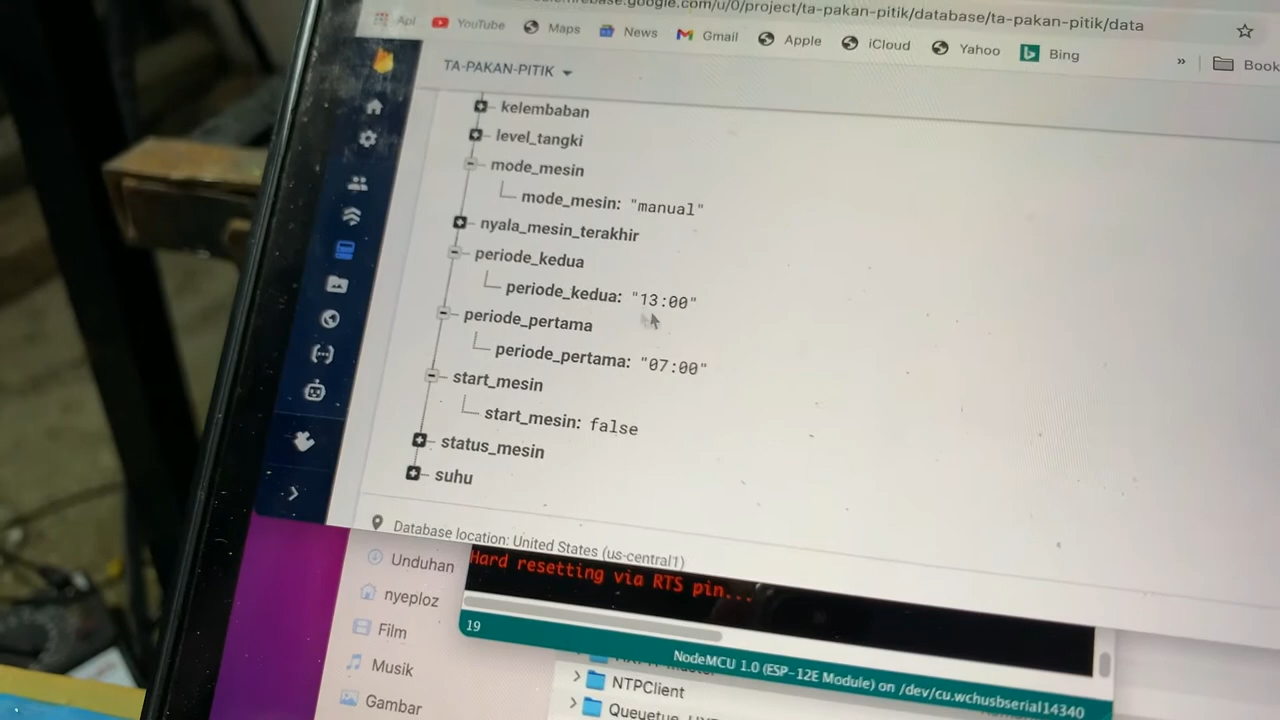 rebase.google.com/u/0/project/ta-pakan-pitik/database/ta-pakan-pitik/data
Apl YouTube Maps News Gmail Apple iCloud Yahoo Bing » Book
TA-PAKAN-PITIK
kelembaban
level_tangki
mode_mesin
mode_mesin: "manual"
nyala_mesin_terakhir
periode_kedua
periode_kedua: "13:00"
periode_pertama
periode_pertama: "07:00"
start_mesin
start_mesin: false
status_mesin
suhu
Database location: United States (us-central1)
Unduhan
nyeploz
Film
Musik
Gambar
Hard resetting via RTS pin...
19
NodeMCU 1.0 (ESP-12E Module) on /dev/cu.wchusbserial14340
NTPClient